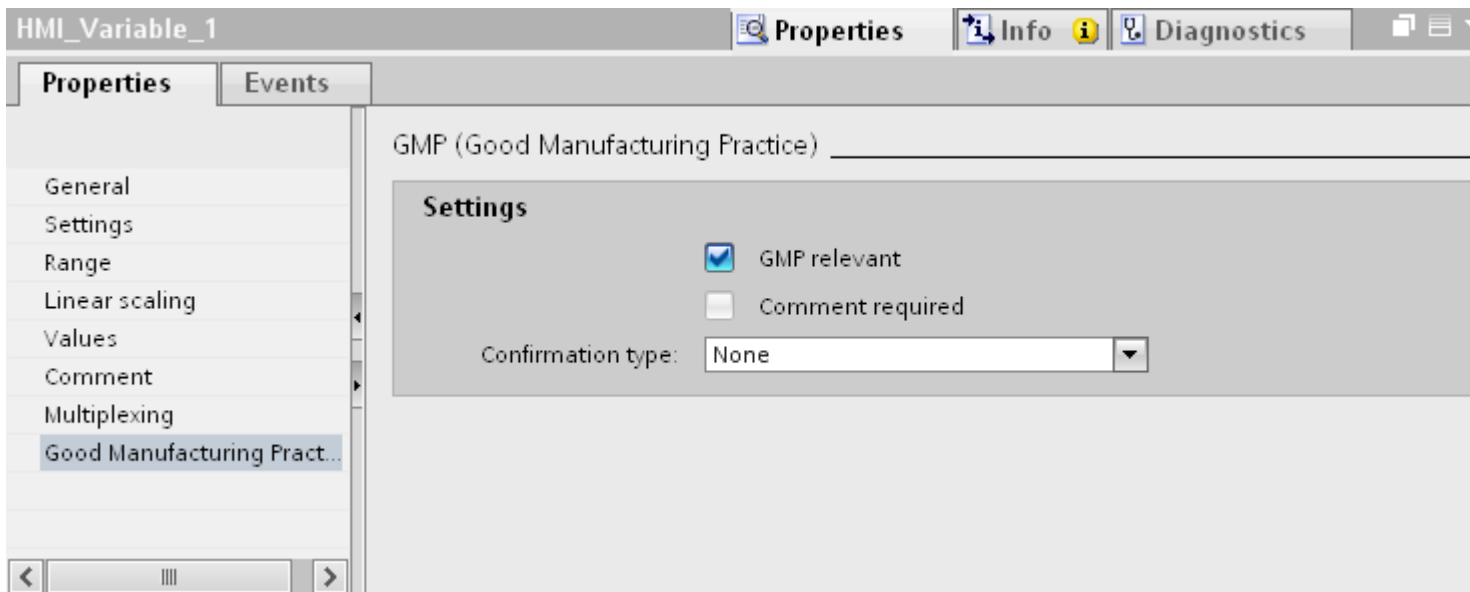 HMI_Variable_1
Properties
Info
Diagnostics
Properties
Events
General
Settings
Range
Linear scaling
Values
Comment
Multiplexing
Good Manufacturing Pract...
GMP (Good Manufacturing Practice)
Settings
GMP relevant
Comment required
Confirmation type: None